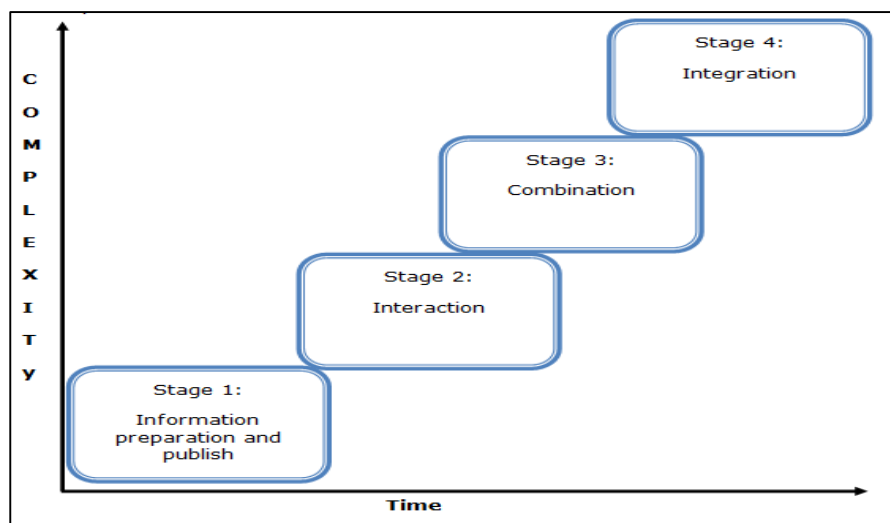 Stage 4:
Integration
Stage 3:
Combination
Stage 2:
Interaction
Stage 1:
Information
preparation and
publish
C
O
M
P
L
E
X
I
T
y
Time